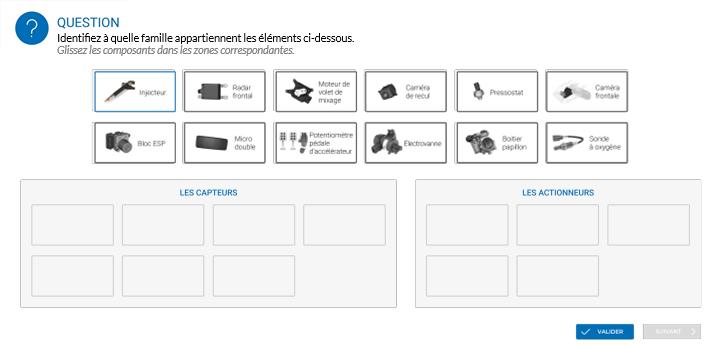 ?
QUESTION
Identifiez à quelle famille appartiennent les éléments ci-dessous.
Glissez les composants dans les zones correspondantes.
Injecteur
Radar
frontal
Moteur de
volet de
mixage
Caméra
de recul
Pressostat
Caméra
frontale
Bloc ESP
Micro
double
Potentiomètre
pédale
d'accélérateur
Électrovanne
Boitier
papillon
Sonde
à oxygène
LES CAPTEURS
LES ACTIONNEURS
VALIDER
SUIVANT